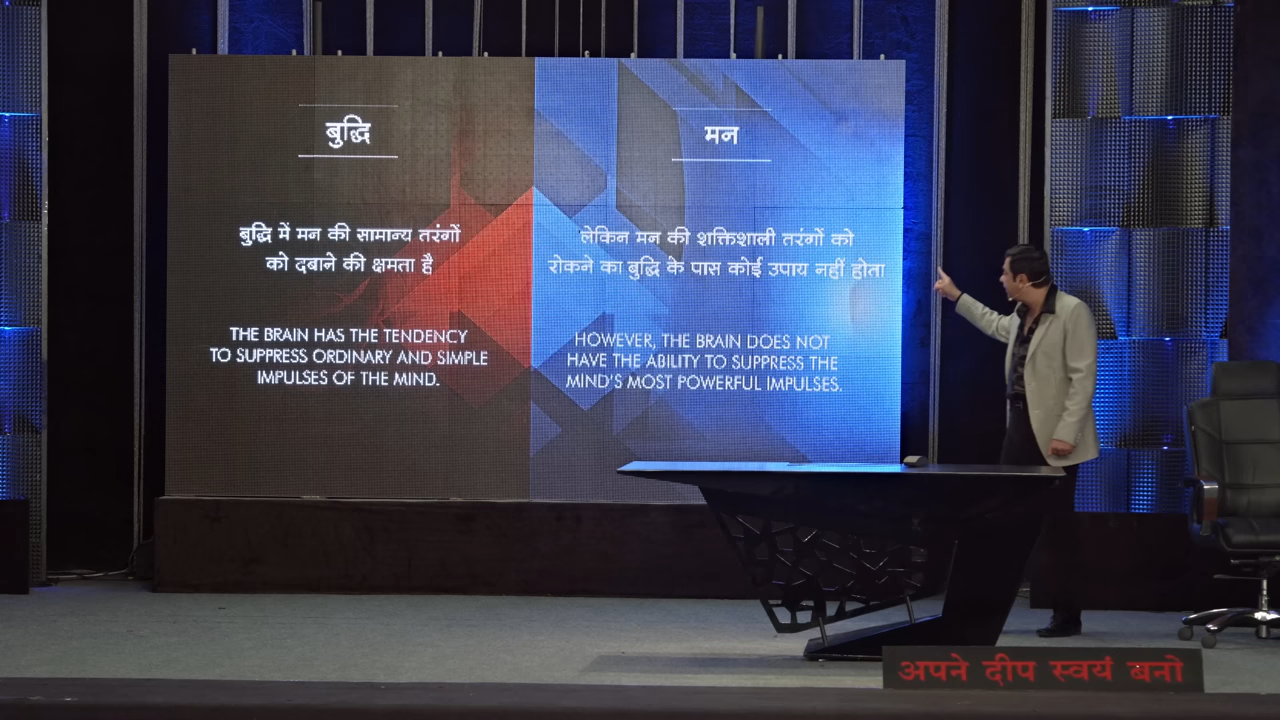 बुद्धि
बुद्धि में मन की सामान्य तरंगों
को दबाने की क्षमता है
THE BRAIN HAS THE TENDENCY
TO SUPPRESS ORDINARY AND SIMPLE
IMPULSES OF THE MIND.
मन
लेकिन मन की शक्तिशाली तरंगों को
रोकने का बुद्धि के पास कोई उपाय नहीं होता
HOWEVER, THE BRAIN DOES NOT
HAVE THE ABILITY TO SUPPRESS THE
MIND'S MOST POWERFUL IMPULSES.
अपने दीप स्वयं बनो